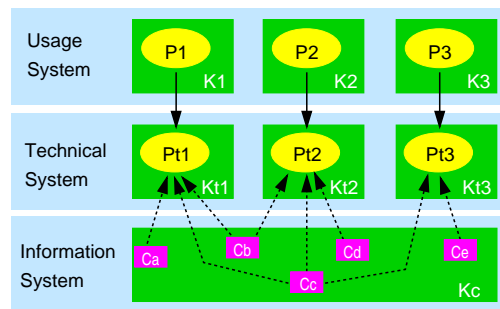 Usage
System
P1
P2
P3
K1
K2
K3
Technical
System
Pt1
Pt2
Pt3
Kt1
Kt2
Kt3
Information
System
Ca
Cb
Cd
Ce
Cc
Kc